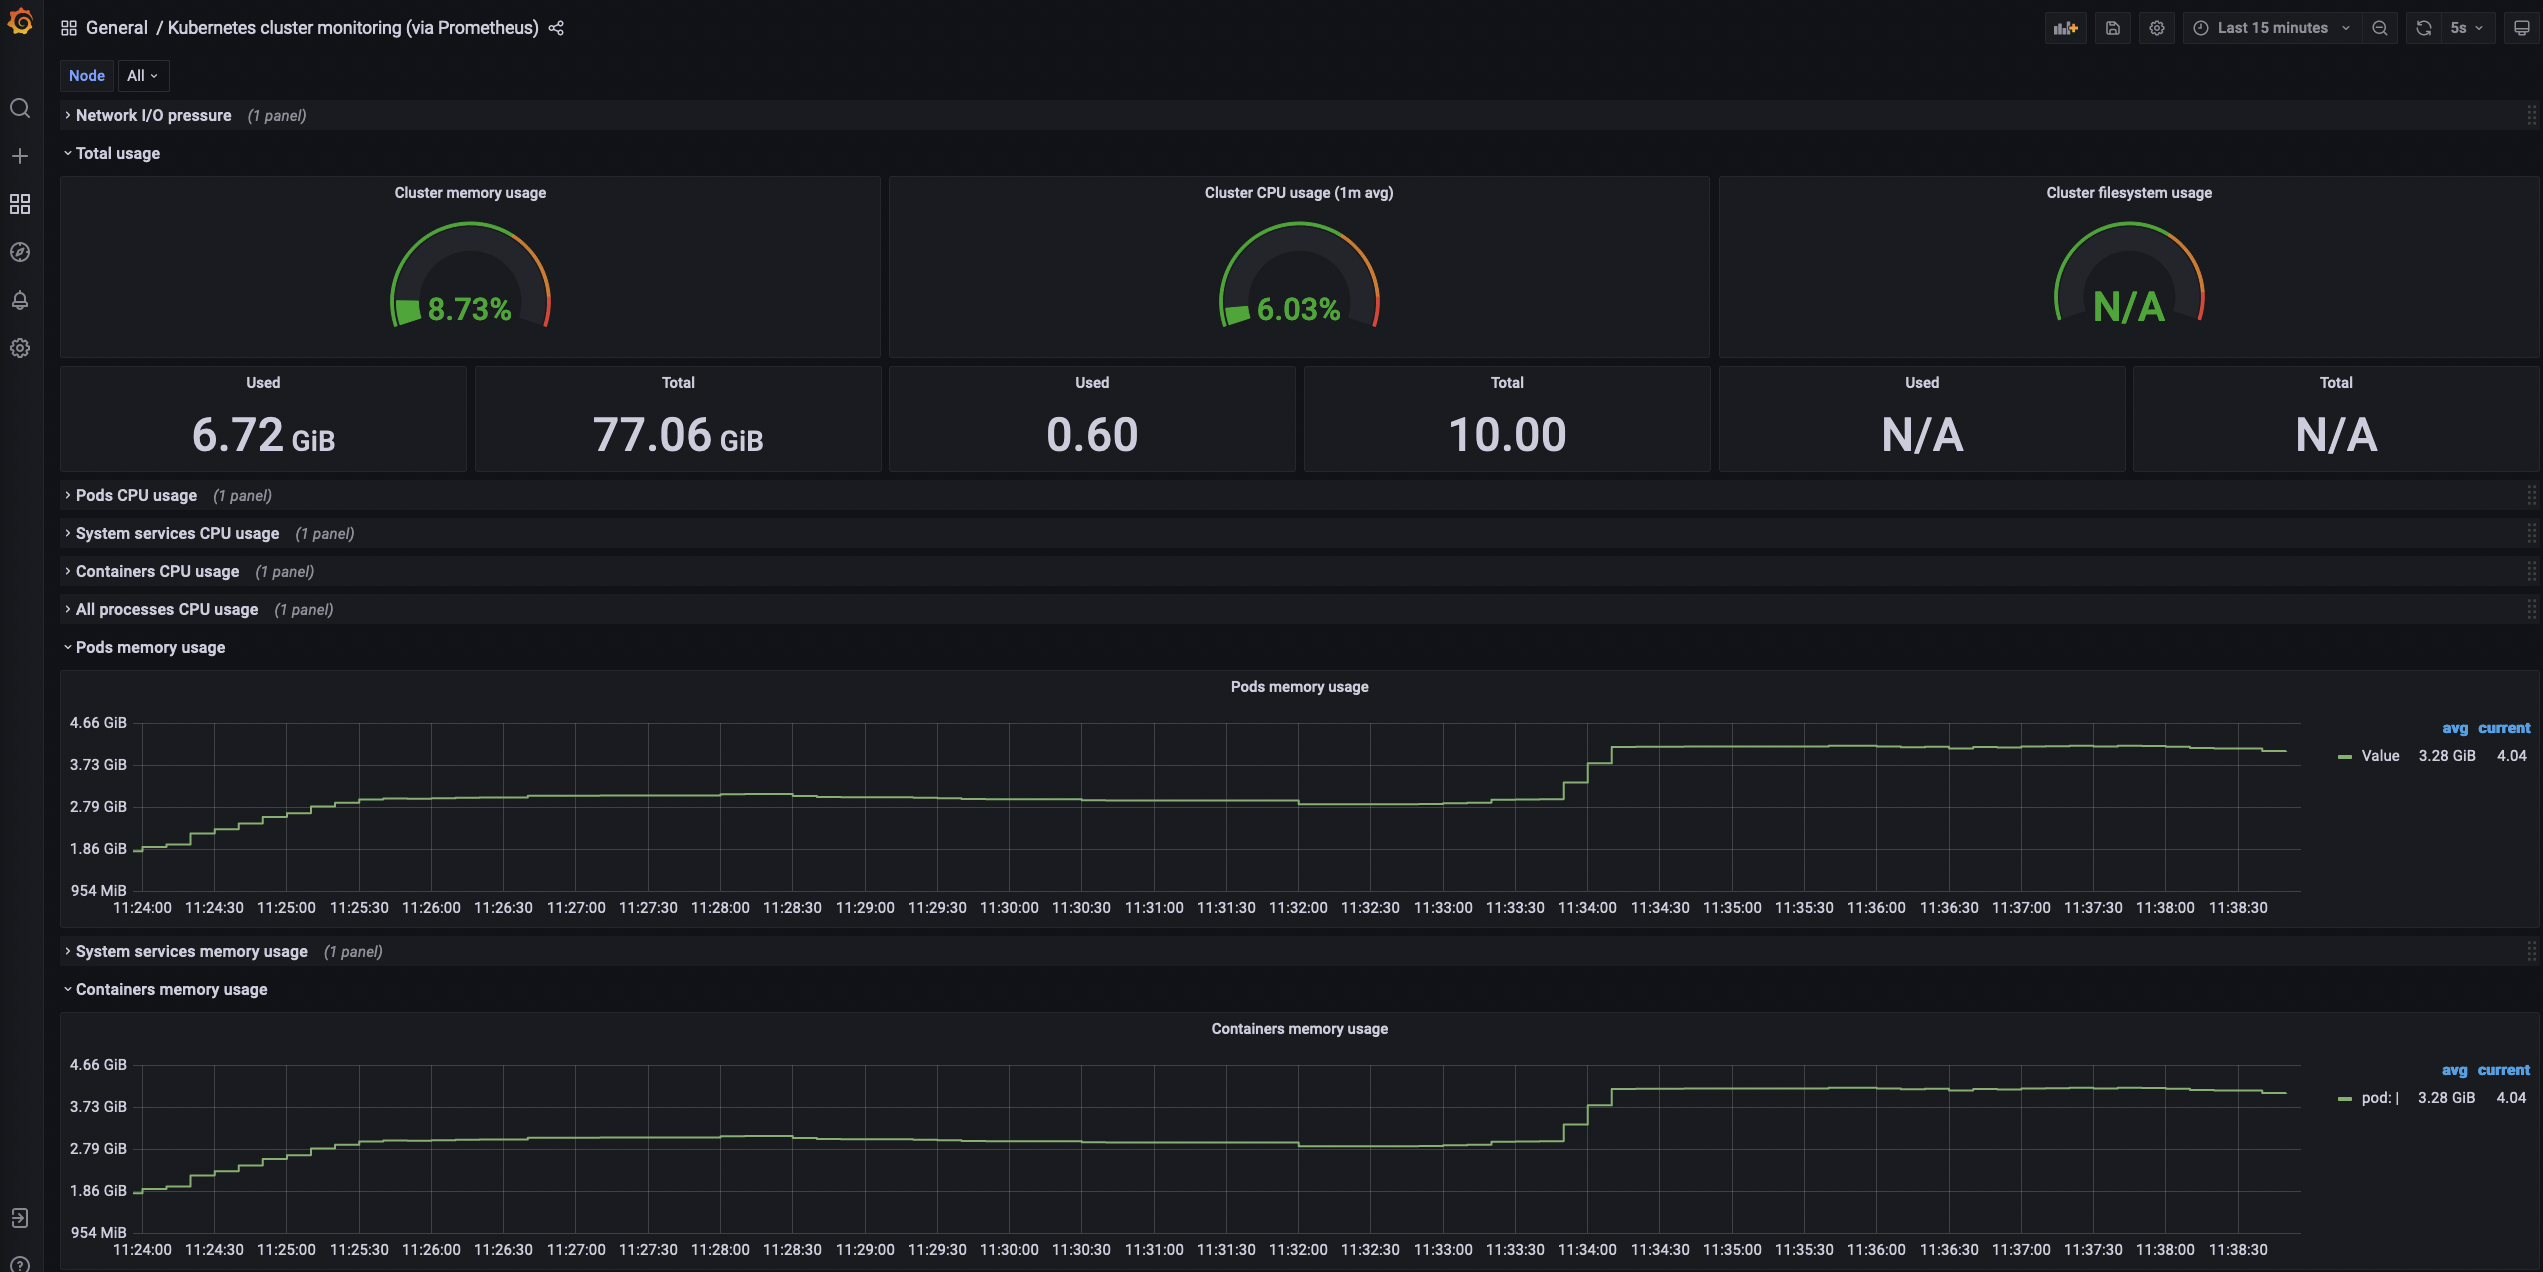 General / Kubernetes cluster monitoring (via Prometheus)
Last 15 minutes
5s
Node All
Network I/O pressure (1 panel)
Total usage
Cluster memory usage
8.73%
Cluster CPU usage (1m avg)
6.03%
Cluster filesystem usage
N/A
Used
6.72 GiB
Total
77.06 GiB
Used
0.60
Total
10.00
Used
N/A
Total
N/A
Pods CPU usage (1 panel)
System services CPU usage (1 panel)
Containers CPU usage (1 panel)
All processes CPU usage (1 panel)
Pods memory usage
Pods memory usage
4.66 GiB
3.73 GiB
2.79 GiB
1.86 GiB
954 MiB
11:24:00 11:24:30 11:25:00 11:25:30 11:26:00 11:26:30 11:27:00 11:27:30 11:28:00 11:28:30 11:29:00 11:29:30 11:30:00 11:30:30 11:31:00 11:31:30 11:32:00 11:32:30 11:33:00 11:33:30 11:34:00 11:34:30 11:35:00 11:35:30 11:36:00 11:36:30 11:37:00 11:37:30 11:38:00 11:38:30
avg current
Value 3.28 GiB 4.04
System services memory usage (1 panel)
Containers memory usage
Containers memory usage
4.66 GiB
3.73 GiB
2.79 GiB
1.86 GiB
954 MiB
11:24:00 11:24:30 11:25:00 11:25:30 11:26:00 11:26:30 11:27:00 11:27:30 11:28:00 11:28:30 11:29:00 11:29:30 11:30:00 11:30:30 11:31:00 11:31:30 11:32:00 11:32:30 11:33:00 11:33:30 11:34:00 11:34:30 11:35:00 11:35:30 11:36:00 11:36:30 11:37:00 11:37:30 11:38:00 11:38:30
avg current
pod: | 3.28 GiB 4.04